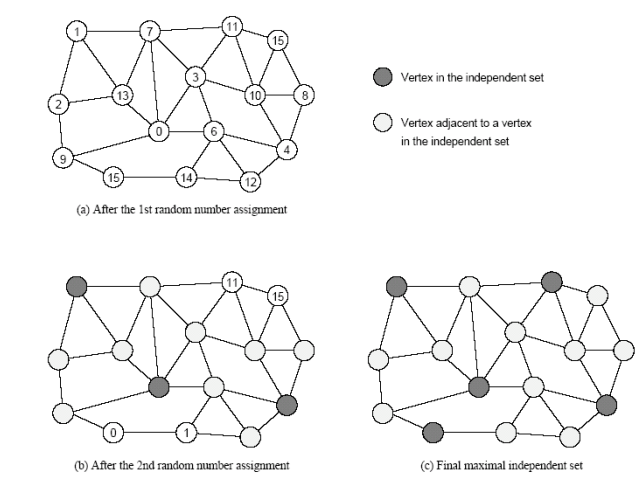 1 7 11 15
3
2 13 10 8
0 6
9 4
15 14 12
Vertex in the independent set
Vertex adjacent to a vertex
in the independent set
(a) After the 1st random number assignment
11
15
0 1
(b) After the 2nd random number assignment
(c) Final maximal independent set